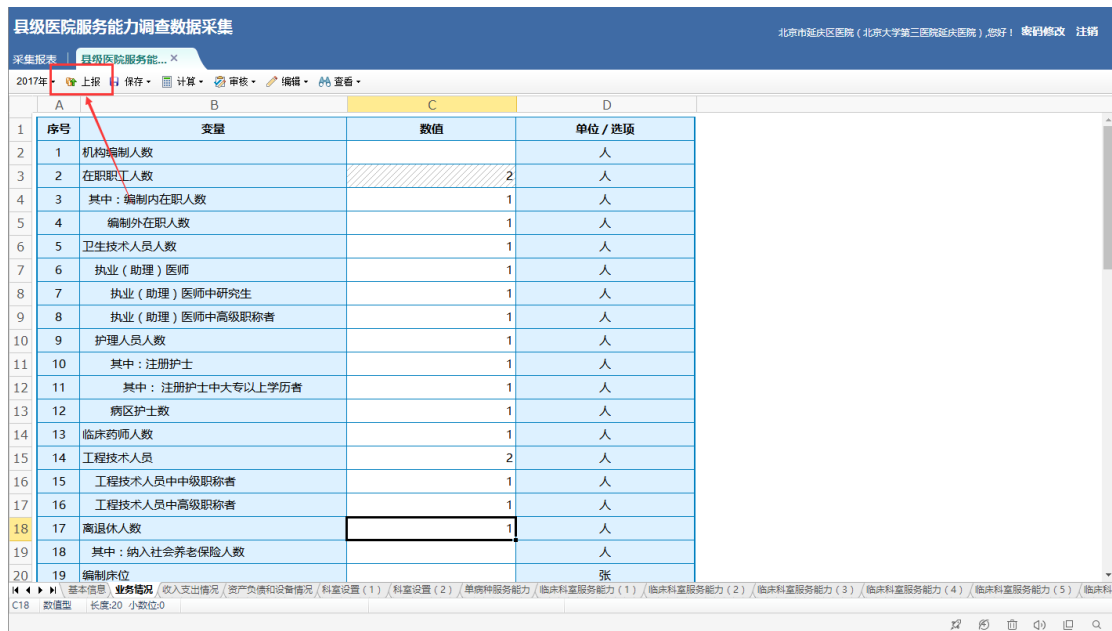 县级医院服务能力调查数据采集
北京市延庆区医院（北京大学第三医院延庆医院）,您好！ 密码修改 注销
采集报表 县级医院服务能... ×
2017年 上报 保存 计算 审核 编辑 查看
A B C D
1 序号 变量 数值 单位 / 选项
2 1 机构编制人数 人
3 2 在职职工人数 2 人
4 3 其中：编制内在职人数 1 人
5 4 编制外在职人数 1 人
6 5 卫生技术人员人数 1 人
7 6 执业（助理）医师 1 人
8 7 执业（助理）医师中研究生 1 人
9 8 执业（助理）医师中高级职称者 1 人
10 9 护理人员人数 1 人
11 10 其中：注册护士 1 人
12 11 其中： 注册护士中大专以上学历者 1 人
13 12 病区护士数 1 人
14 13 临床药师人数 1 人
15 14 工程技术人员 2 人
16 15 工程技术人员中中级职称者 1 人
17 16 工程技术人员中高级职称者 1 人
18 17 离退休人数 1 人
19 18 其中：纳入社会养老保险人数 人
20 19 编制床位 张
基本信息 业务情况 收入支出情况 资产负债和设备情况 科室设置（1） 科室设置（2） 单病种服务能力 临床科室服务能力（1） 临床科室服务能力（2） 临床科室服务能力（3） 临床科室服务能力（4） 临床科室服务能力（5） 临床科
C18 数值型 长度:20 小数位:0